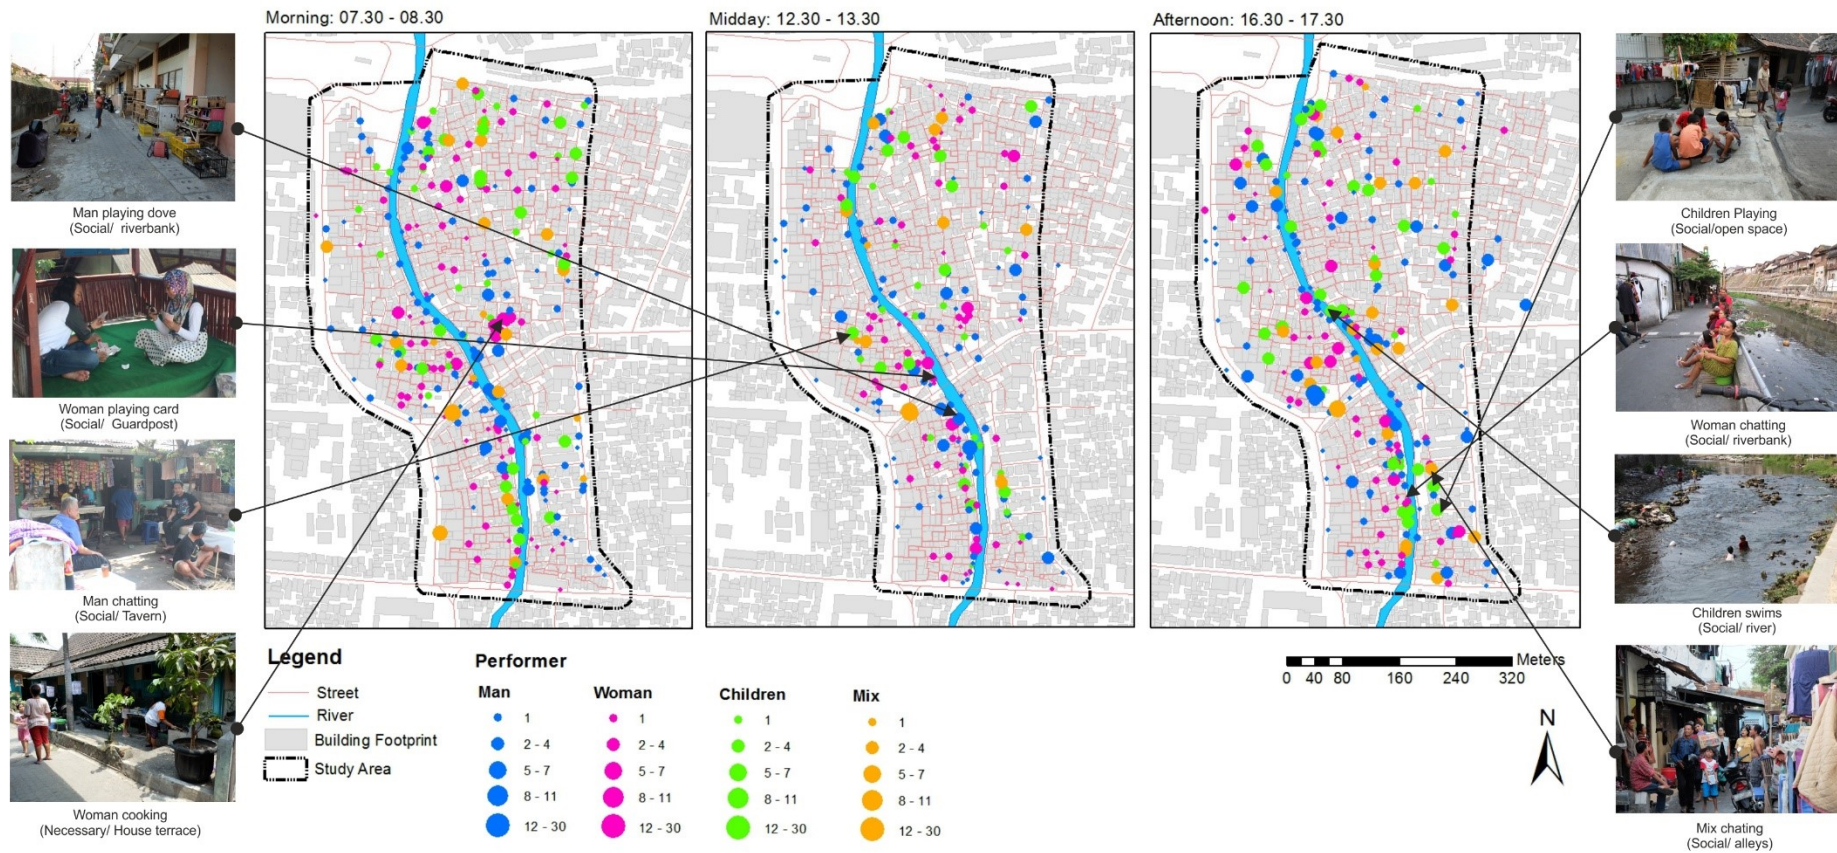 Morning: 07.30 - 08.30
Midday: 12.30 - 13.30
Afternoon: 16.30 - 17.30
Man playing dove
(Social/ riverbank)
Woman playing card
(Social/ Guardpost)
Man chatting
(Social/ Tavern)
Woman cooking
(Necessary/ House terrace)
Children Playing
(Social/open space)
Woman chatting
(Social/ riverbank)
Children swims
(Social/ river)
Mix chating
(Social/ alleys)
Legend
Street
River
Building Footprint
Study Area
Performer
Man
1
2 - 4
5 - 7
8 - 11
12 - 30
Woman
1
2 - 4
5 - 7
8 - 11
12 - 30
Children
1
2 - 4
5 - 7
8 - 11
12 - 30
Mix
1
2 - 4
5 - 7
8 - 11
12 - 30
Meters
0 40 80 160 240 320
N